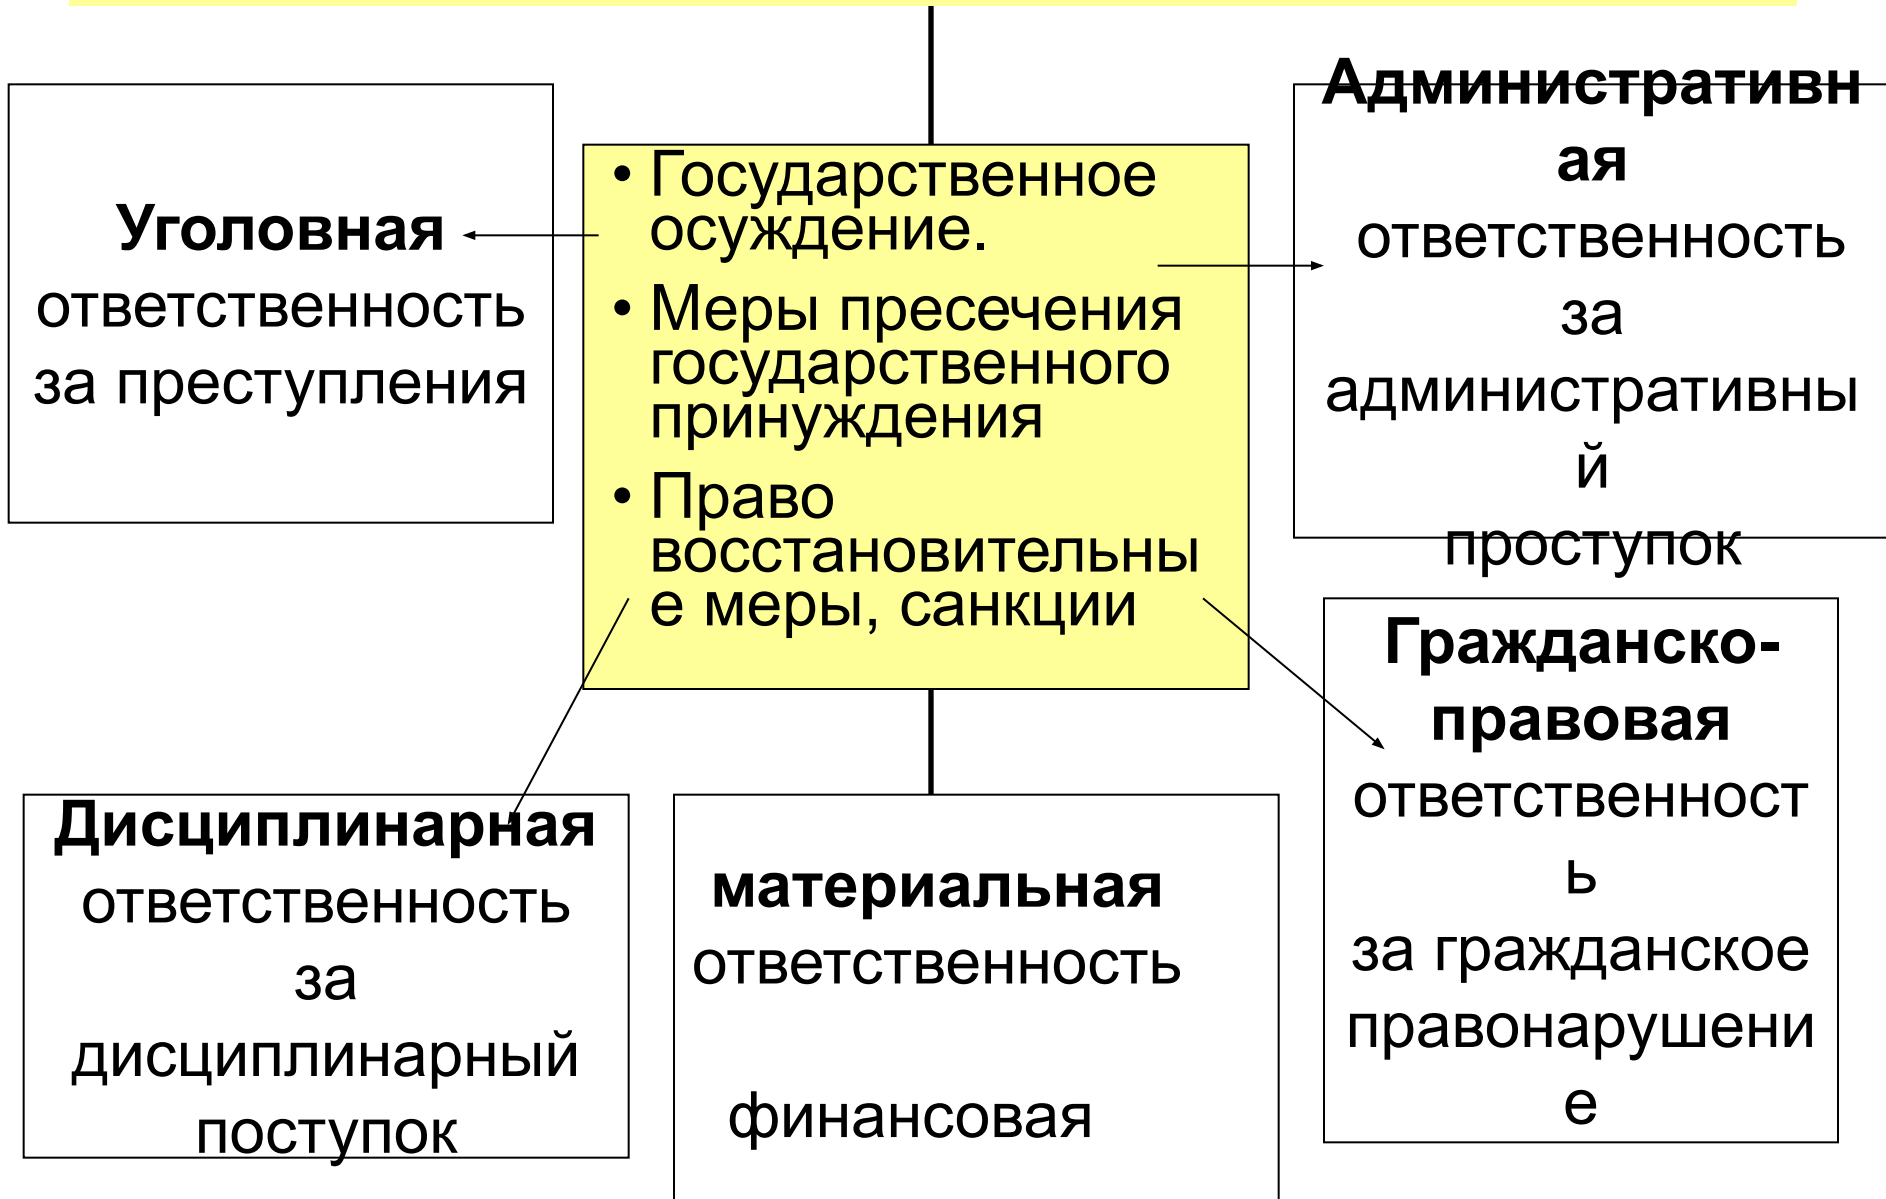 Уголовная
ответственность
за преступления
• Государственное
осуждение.
• Меры пресечения
государственного
принуждения
• Право
восстановительны
е меры, санкции
Административн
ая
ответственность
за
административны
й
проступок
Дисциплинарная
ответственность
за
дисциплинарный
поступок
материальная
ответственность
финансовая
Гражданско-
правовая
ответственност
ь
за гражданское
правонарушени
е